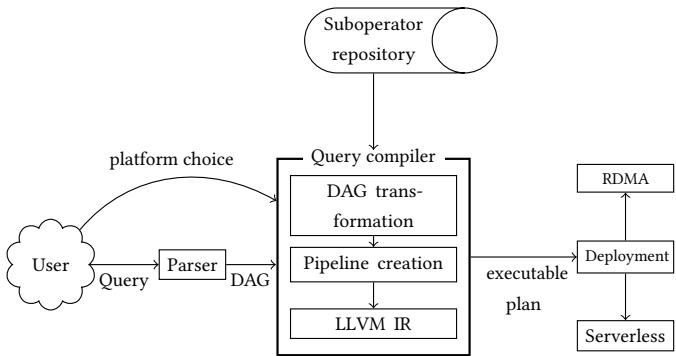 Suboperator
repository
platform choice
Query compiler
DAG trans-
formation
RDMA
User
Query
Parser
DAG
Pipeline creation
executable
plan
Deployment
LLVM IR
Serverless